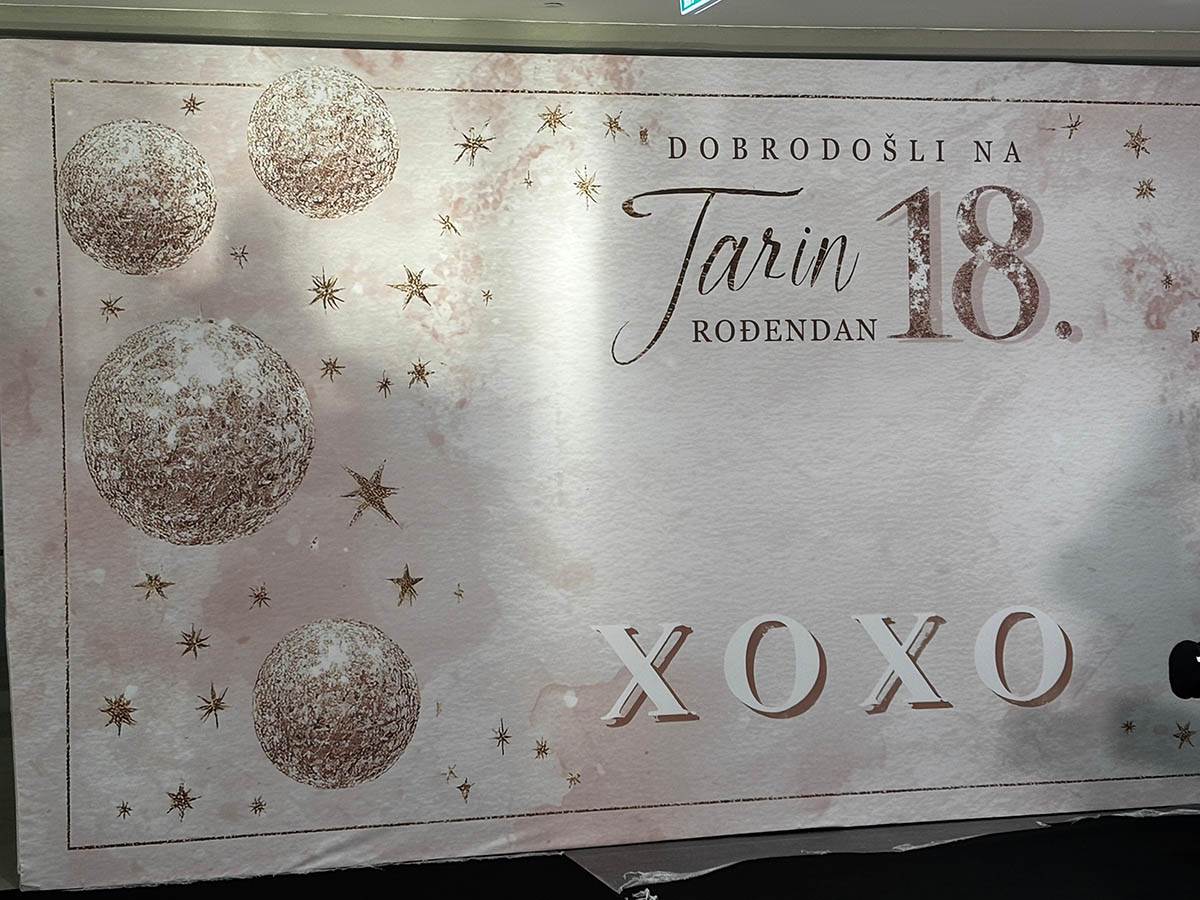 DOBRODOŠLI NA
Tarin 18.
ROĐENDAN
XOXO